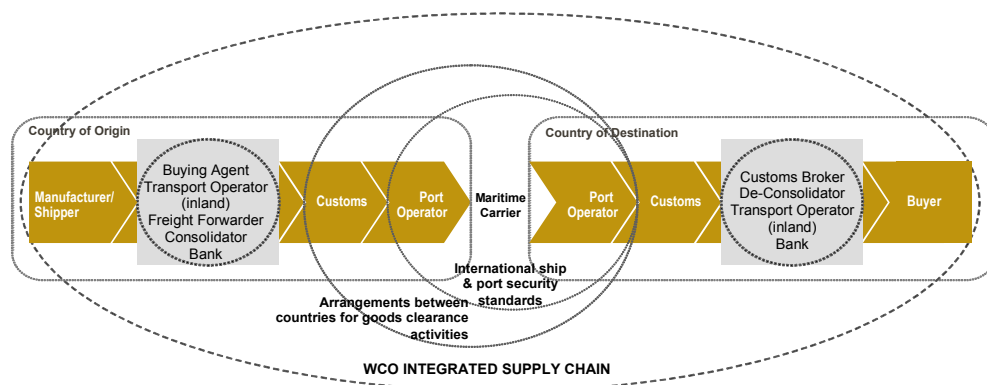 Country of Origin
Manufacturer/
Shipper
Buying Agent
Transport Operator
(inland)
Freight Forwarder
Consolidator
Bank
Customs
Port
Operator
Maritime
Carrier
Country of Destination
Port
Operator
Customs
Customs Broker
De-Consolidator
Transport Operator
(inland)
Bank
Buyer
International ship
& port security
standards
Arrangements between
countries for goods clearance
activities
WCO INTEGRATED SUPPLY CHAIN